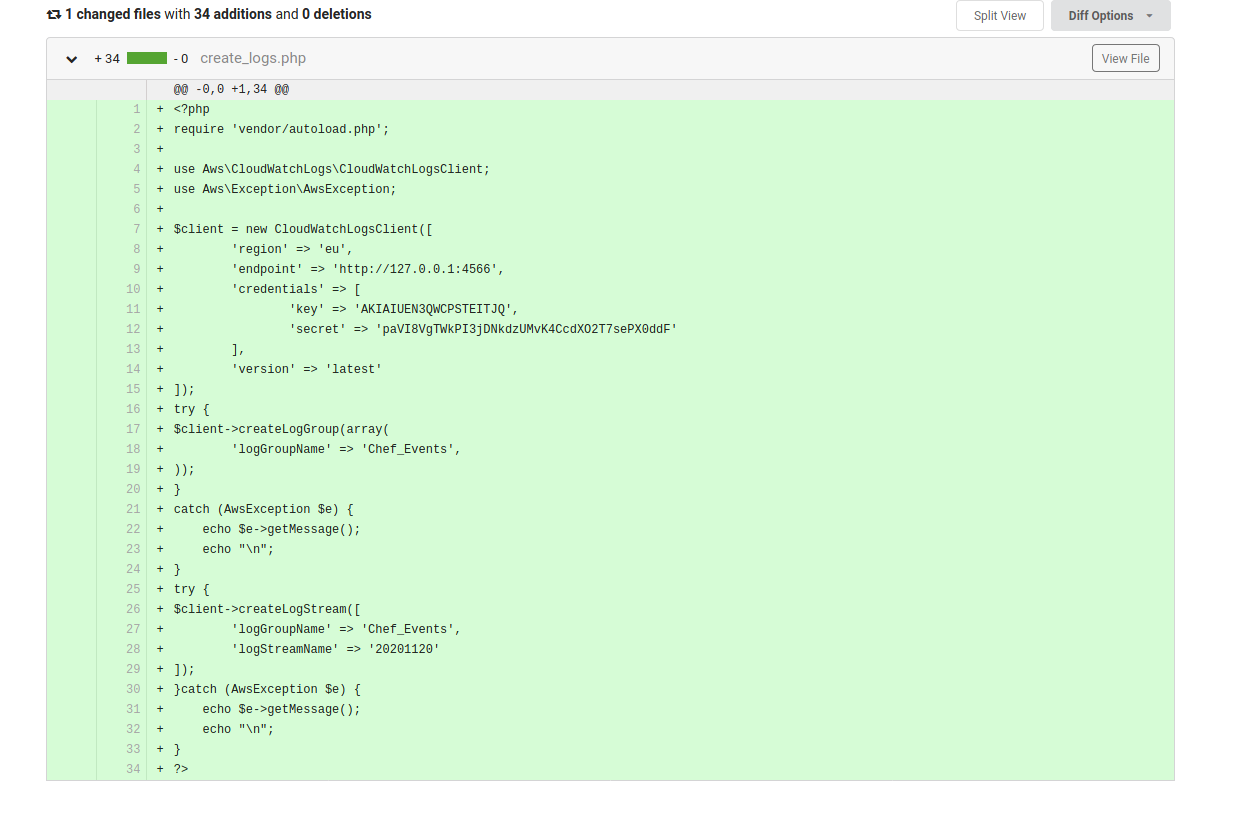 1 changed files with 34 additions and 0 deletions
Split View
Diff Options
+ 34 - 0 create_logs.php
View File
@@ -0,0 +1,34 @@
1 + <?php
2 + require 'vendor/autoload.php';
3 +
4 + use Aws\CloudWatchLogs\CloudWatchLogsClient;
5 + use Aws\Exception\AwsException;
6 +
7 + $client = new CloudWatchLogsClient([
8 + 'region' => 'eu',
9 + 'endpoint' => 'http://127.0.0.1:4566',
10 + 'credentials' => [
11 + 'key' => 'AKIAIUEN3QWCPSTEITJQ',
12 + 'secret' => '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'
13 + ],
14 + 'version' => 'latest'
15 + ]);
16 + try {
17 + $client->createLogGroup(array(
18 + 'logGroupName' => 'Chef_Events',
19 + ));
20 + }
21 + catch (AwsException $e) {
22 + echo $e->getMessage();
23 + echo "\n";
24 + }
25 + try {
26 + $client->createLogStream([
27 + 'logGroupName' => 'Chef_Events',
28 + 'logStreamName' => '20201120'
29 + ]);
30 + }catch (AwsException $e) {
31 + echo $e->getMessage();
32 + echo "\n";
33 + }
34 + ?>